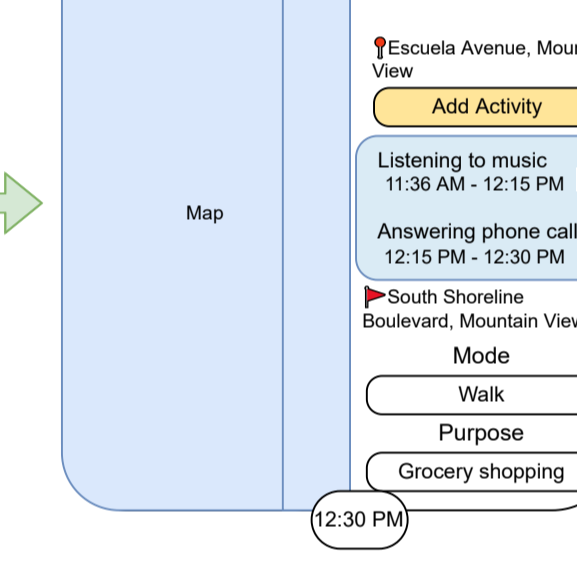 Escuela Avenue,
View
Add Activity
Listening to music
11:36 AM - 12:15 PM
Answering phone call
12:15 PM - 12:30 PM
Map
South Shoreline
Boulevard, Mountain View
Mode
Walk
Purpose
Grocery shopping
12:30 PM